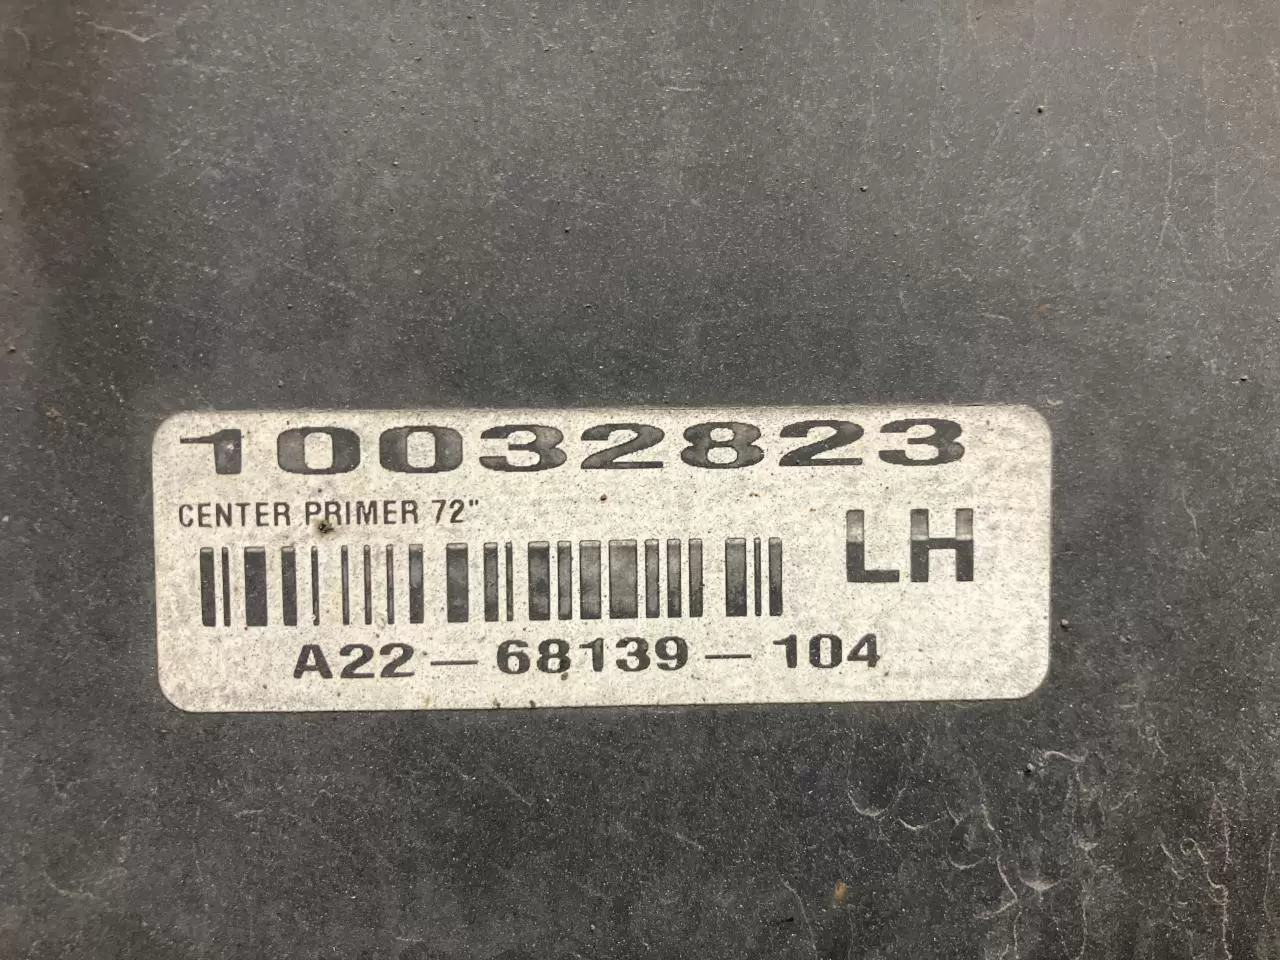 10032823
CENTER PRIMER 72"
LH
A22-68139-104